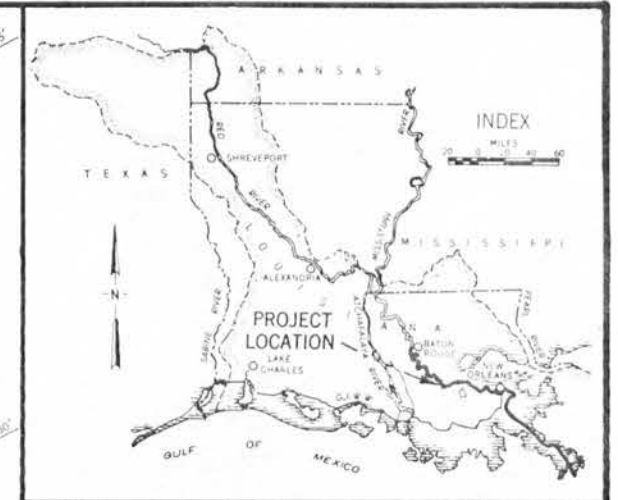 ARKANSAS
INDEX
MILES
20 0 20 40 60
RED
RIVER
SHREVEPORT
TEXAS
RIVER
MISSISSIPPI
MISSISSIPPI
LOUISIANA
ALEXANDRIA
N
SABINE RIVER
ATCHAFALAYA RIVER
PROJECT
LOCATION
BATON
ROUGE
PEARL RIVER
LAKE
CHARLES
NEW
ORLEANS
G.I.W.W.
GULF OF MEXICO